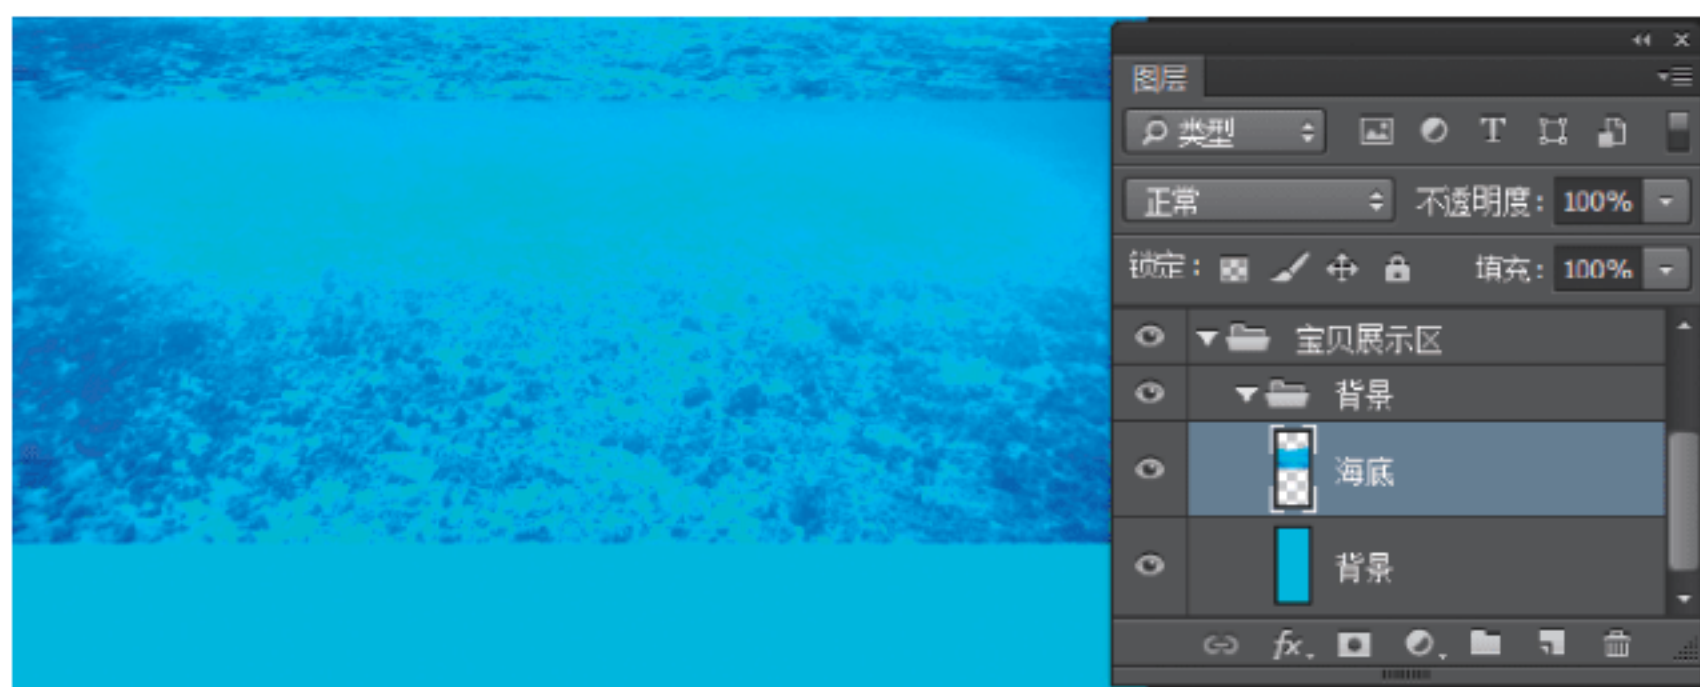 图层
类型 T
正常 不透明度: 100%
锁定: 填充: 100%
宝贝展示区
背景
海底
背景
fx.